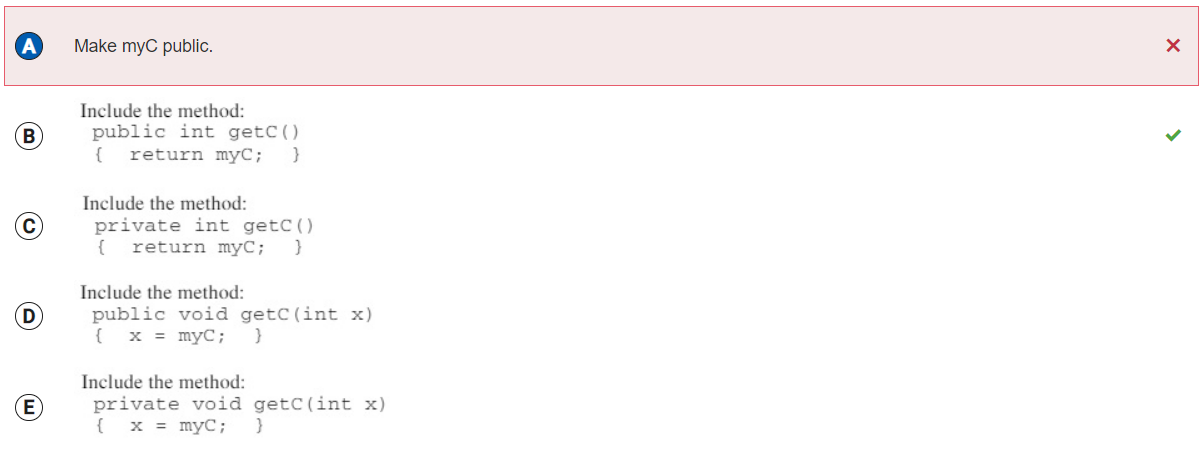 A Make myC public.
Include the method:
B public int getC()
{ return myC; }
Include the method:
C private int getC()
{ return myC; }
Include the method:
D public void getC(int x)
{ x = myC; }
Include the method:
E private void getC(int x)
{ x = myC; }